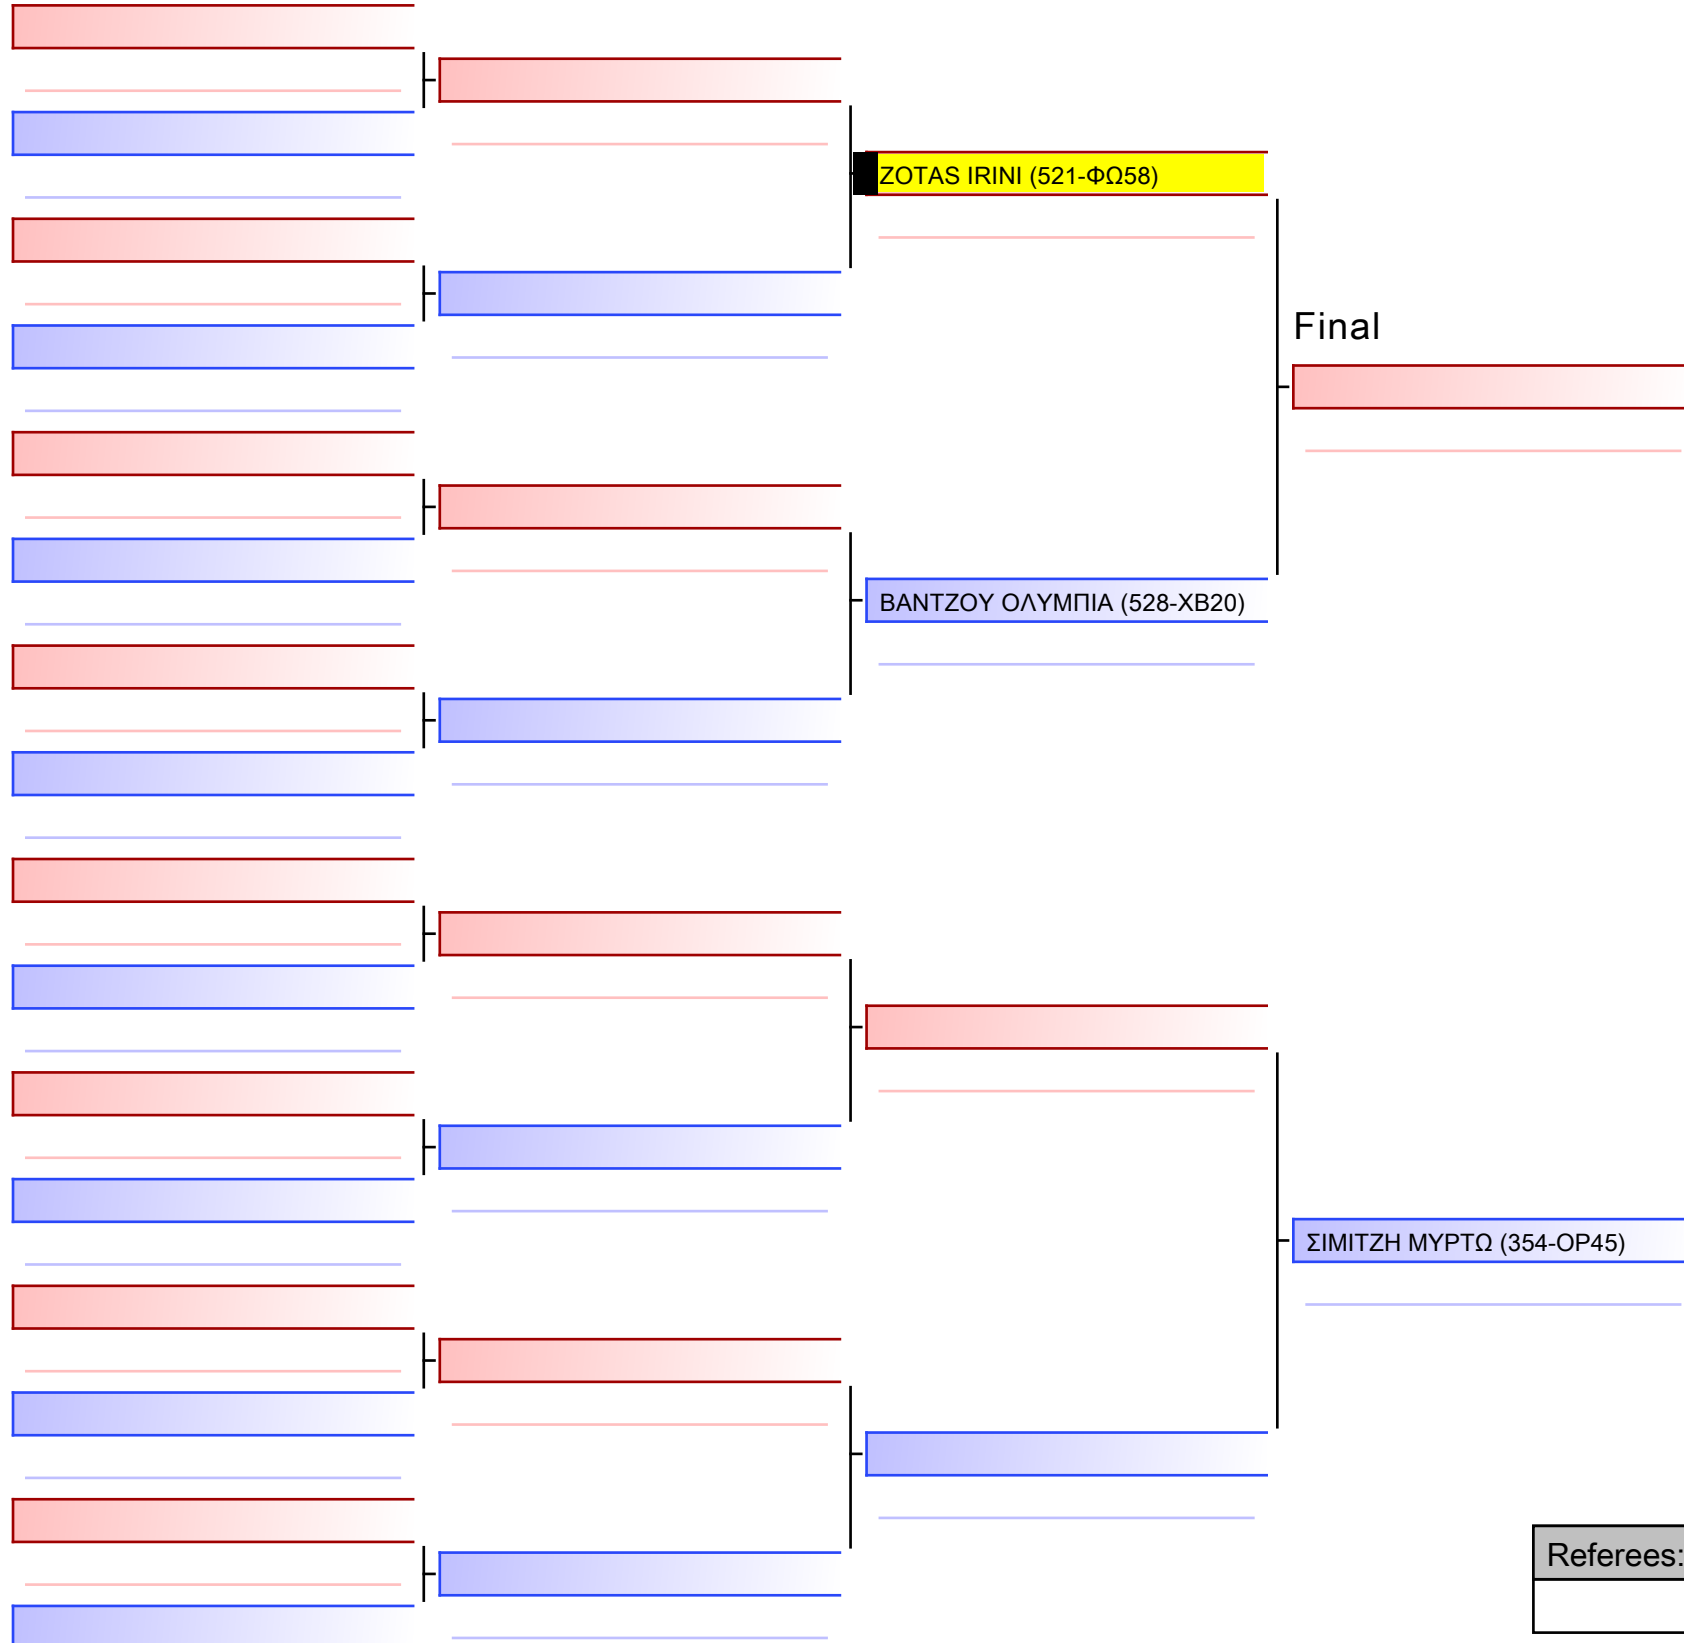 ZOTAS IRINI (521-ΦΩ58)
Final
ΒΑΝΤΖΟΥ ΟΛΥΜΠΙΑ (528-ΧΒ20)
ΣΙΜΙΤΖΗ ΜΥΡΤΩ (354-ΟΡ45)
Referees: